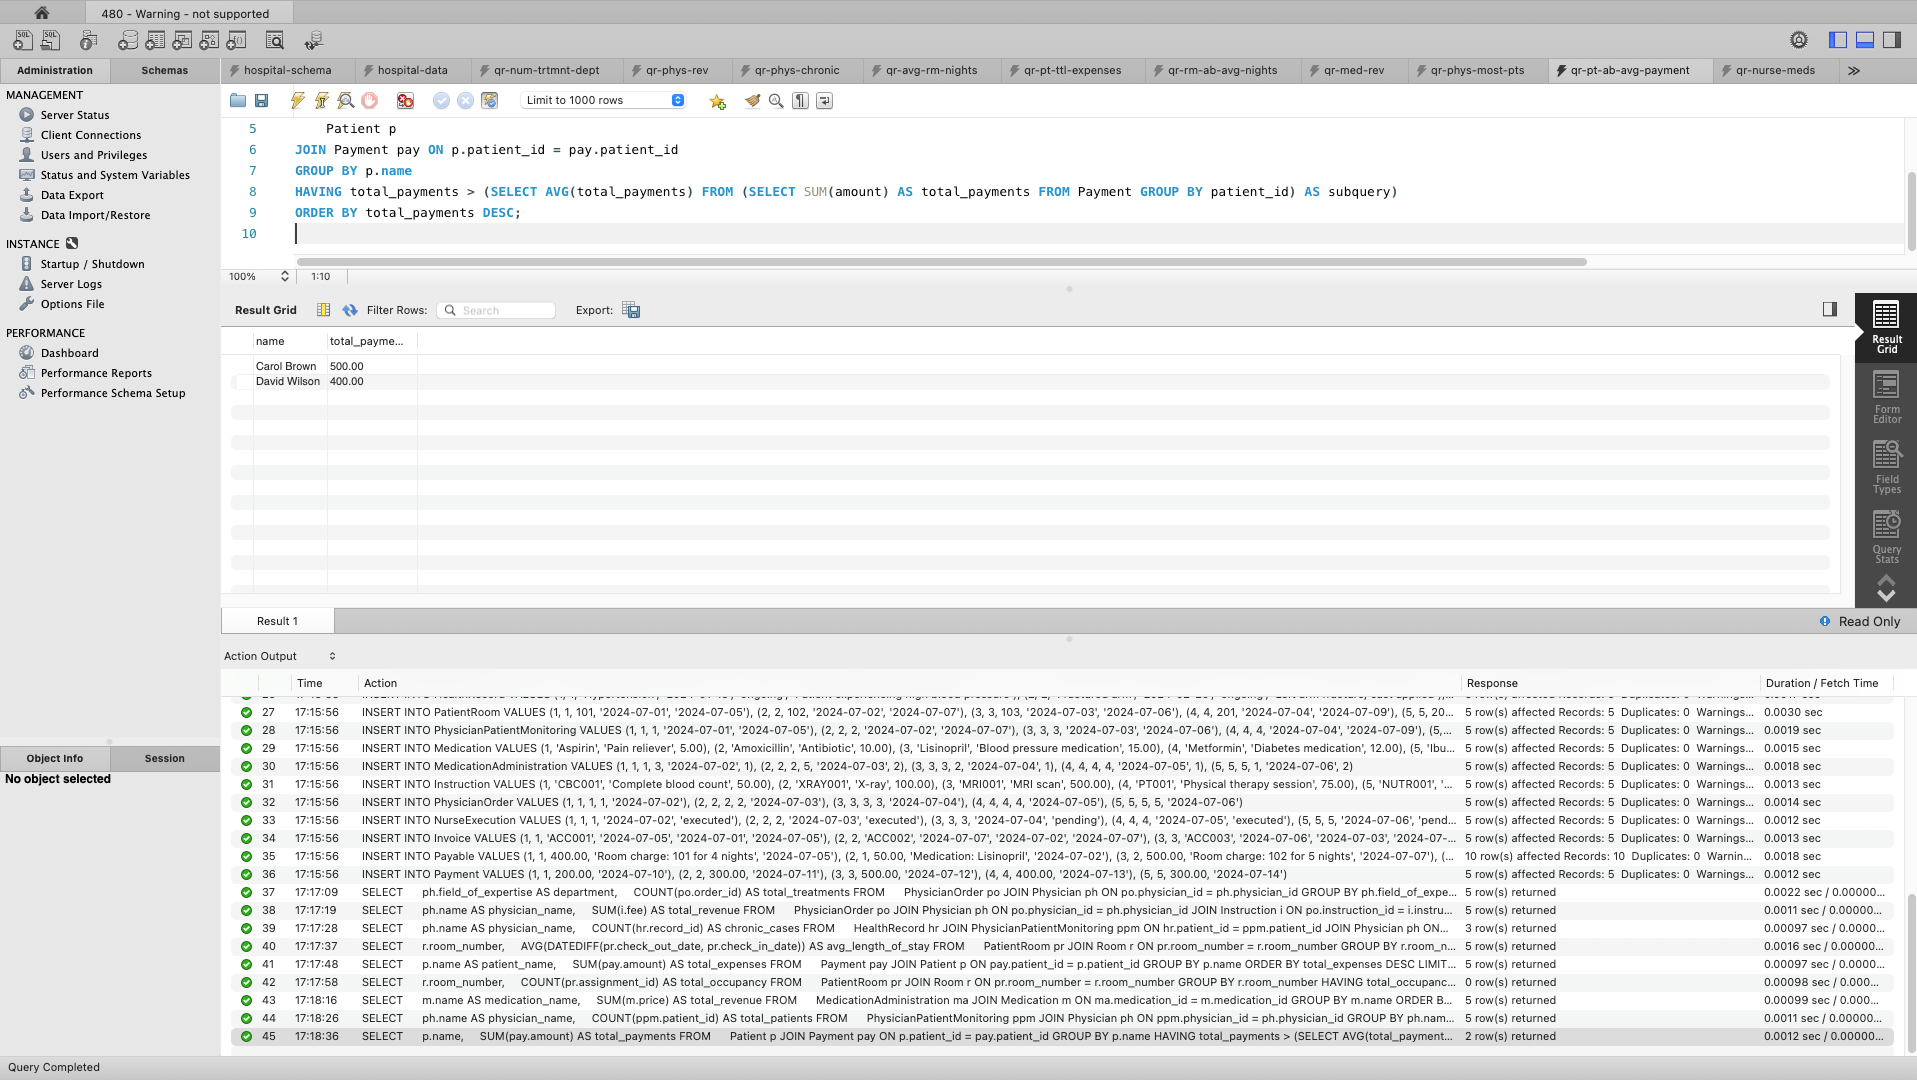 480 - Warning - not supported
Administration
Schemas
hospital-schema
hospital-data
qr-num-trtmnt-dept
qr-phys-rev
qr-phys-chronic
qr-avg-rm-nights
qr-pt-ttl-expenses
qr-rm-ab-avg-nights
qr-med-rev
qr-phys-most-pts
qr-pt-ab-avg-payment
qr-nurse-meds
MANAGEMENT
Server Status
Client Connections
Users and Privileges
Status and System Variables
Data Export
Data Import/Restore
INSTANCE
Startup / Shutdown
Server Logs
Options File
PERFORMANCE
Dashboard
Performance Reports
Performance Schema Setup
Object Info
Session
No object selected
Limit to 1000 rows
5 Patient p
6 JOIN Payment pay ON p.patient_id = pay.patient_id
7 GROUP BY p.name
8 HAVING total_payments > (SELECT AVG(total_payments) FROM (SELECT SUM(amount) AS total_payments FROM Payment GROUP BY patient_id) AS subquery)
9 ORDER BY total_payments DESC;
10
100% 1:10
Result Grid Filter Rows: Search Export:
name total_payme...
Carol Brown 500.00
David Wilson 400.00
Result Grid
Form Editor
Field Types
Query Stats
Result 1
Read Only
Action Output
Time Action Response Duration / Fetch Time
27 17:15:56 INSERT INTO PatientRoom VALUES (1, 1, 101, '2024-07-01', '2024-07-05'), (2, 2, 102, '2024-07-02', '2024-07-07'), (3, 3, 103, '2024-07-03', '2024-07-06'), (4, 4, 201, '2024-07-04', '2024-07-09'), (5, 5, 20... 5 row(s) affected Records: 5 Duplicates: 0 Warnings... 0.0030 sec
28 17:15:56 INSERT INTO PhysicianPatientMonitoring VALUES (1, 1, 1, '2024-07-01', '2024-07-05'), (2, 2, 2, '2024-07-02', '2024-07-07'), (3, 3, 3, '2024-07-03', '2024-07-06'), (4, 4, 4, '2024-07-04', '2024-07-09'), (5,... 5 row(s) affected Records: 5 Duplicates: 0 Warnings... 0.0019 sec
29 17:15:56 INSERT INTO Medication VALUES (1, 'Aspirin', 'Pain reliever', 5.00), (2, 'Amoxicillin', 'Antibiotic', 10.00), (3, 'Lisinopril', 'Blood pressure medication', 15.00), (4, 'Metformin', 'Diabetes medication', 12.00), (5, 'Ibu... 5 row(s) affected Records: 5 Duplicates: 0 Warnings... 0.0015 sec
30 17:15:56 INSERT INTO MedicationAdministration VALUES (1, 1, 1, 3, '2024-07-02', 1), (2, 2, 2, 5, '2024-07-03', 2), (3, 3, 3, 2, '2024-07-04', 1), (4, 4, 4, 4, '2024-07-05', 1), (5, 5, 5, 1, '2024-07-06', 2) 5 row(s) affected Records: 5 Duplicates: 0 Warnings... 0.0018 sec
31 17:15:56 INSERT INTO Instruction VALUES (1, 'CBC001', 'Complete blood count', 50.00), (2, 'XRAY001', 'X-ray', 100.00), (3, 'MRI001', 'MRI scan', 500.00), (4, 'PT001', 'Physical therapy session', 75.00), (5, 'NUTR001', '... 5 row(s) affected Records: 5 Duplicates: 0 Warnings... 0.0013 sec
32 17:15:56 INSERT INTO PhysicianOrder VALUES (1, 1, 1, 1, '2024-07-02'), (2, 2, 2, 2, '2024-07-03'), (3, 3, 3, 3, '2024-07-04'), (4, 4, 4, 4, '2024-07-05'), (5, 5, 5, 5, '2024-07-06') 5 row(s) affected Records: 5 Duplicates: 0 Warnings... 0.0014 sec
33 17:15:56 INSERT INTO NurseExecution VALUES (1, 1, 1, '2024-07-02', 'executed'), (2, 2, 2, '2024-07-03', 'executed'), (3, 3, 3, '2024-07-04', 'pending'), (4, 4, 4, '2024-07-05', 'executed'), (5, 5, 5, '2024-07-06', 'pend... 5 row(s) affected Records: 5 Duplicates: 0 Warnings... 0.0012 sec
34 17:15:56 INSERT INTO Invoice VALUES (1, 1, 'ACC001', '2024-07-05', '2024-07-01', '2024-07-05'), (2, 2, 'ACC002', '2024-07-07', '2024-07-02', '2024-07-07'), (3, 3, 'ACC003', '2024-07-06', '2024-07-03', '2024-07-... 5 row(s) affected Records: 5 Duplicates: 0 Warnings... 0.0013 sec
35 17:15:56 INSERT INTO Payable VALUES (1, 1, 400.00, 'Room charge: 101 for 4 nights', '2024-07-05'), (2, 1, 50.00, 'Medication: Lisinopril', '2024-07-02'), (3, 2, 500.00, 'Room charge: 102 for 5 nights', '2024-07-07'), (... 10 row(s) affected Records: 10 Duplicates: 0 Warnin... 0.0018 sec
36 17:15:56 INSERT INTO Payment VALUES (1, 1, 200.00, '2024-07-10'), (2, 2, 300.00, '2024-07-11'), (3, 3, 500.00, '2024-07-12'), (4, 4, 400.00, '2024-07-13'), (5, 5, 300.00, '2024-07-14') 5 row(s) affected Records: 5 Duplicates: 0 Warnings... 0.0012 sec
37 17:17:09 SELECT ph.field_of_expertise AS department, COUNT(po.order_id) AS total_treatments FROM PhysicianOrder po JOIN Physician ph ON po.physician_id = ph.physician_id GROUP BY ph.field_of_expe... 5 row(s) returned 0.0022 sec / 0.00000...
38 17:17:19 SELECT ph.name AS physician_name, SUM(i.fee) AS total_revenue FROM PhysicianOrder po JOIN Physician ph ON po.physician_id = ph.physician_id JOIN Instruction i ON po.instruction_id = i.instru... 5 row(s) returned 0.0011 sec / 0.00000...
39 17:17:28 SELECT ph.name AS physician_name, COUNT(hr.record_id) AS chronic_cases FROM HealthRecord hr JOIN PhysicianPatientMonitoring ppm ON hr.patient_id = ppm.patient_id JOIN Physician ph ON... 3 row(s) returned 0.00097 sec / 0.0000...
40 17:17:37 SELECT r.room_number, AVG(DATEDIFF(pr.check_out_date, pr.check_in_date)) AS avg_length_of_stay FROM PatientRoom pr JOIN Room r ON pr.room_number = r.room_number GROUP BY r.room_n... 5 row(s) returned 0.0016 sec / 0.00000...
41 17:17:48 SELECT p.name AS patient_name, SUM(pay.amount) AS total_expenses FROM Payment pay JOIN Patient p ON pay.patient_id = p.patient_id GROUP BY p.name ORDER BY total_expenses DESC LIMIT... 5 row(s) returned 0.00097 sec / 0.0000...
42 17:17:58 SELECT r.room_number, COUNT(pr.assignment_id) AS total_occupancy FROM PatientRoom pr JOIN Room r ON pr.room_number = r.room_number GROUP BY r.room_number HAVING total_occupanc... 0 row(s) returned 0.00098 sec / 0.0000...
43 17:18:16 SELECT m.name AS medication_name, SUM(m.price) AS total_revenue FROM MedicationAdministration ma JOIN Medication m ON ma.medication_id = m.medication_id GROUP BY m.name ORDER B... 5 row(s) returned 0.00099 sec / 0.0000...
44 17:18:26 SELECT ph.name AS physician_name, COUNT(ppm.patient_id) AS total_patients FROM PhysicianPatientMonitoring ppm JOIN Physician ph ON ppm.physician_id = ph.physician_id GROUP BY ph.nam... 5 row(s) returned 0.0011 sec / 0.00000...
45 17:18:36 SELECT p.name, SUM(pay.amount) AS total_payments FROM Patient p JOIN Payment pay ON p.patient_id = pay.patient_id GROUP BY p.name HAVING total_payments > (SELECT AVG(total_payment... 2 row(s) returned 0.0012 sec / 0.00000...
Query Completed